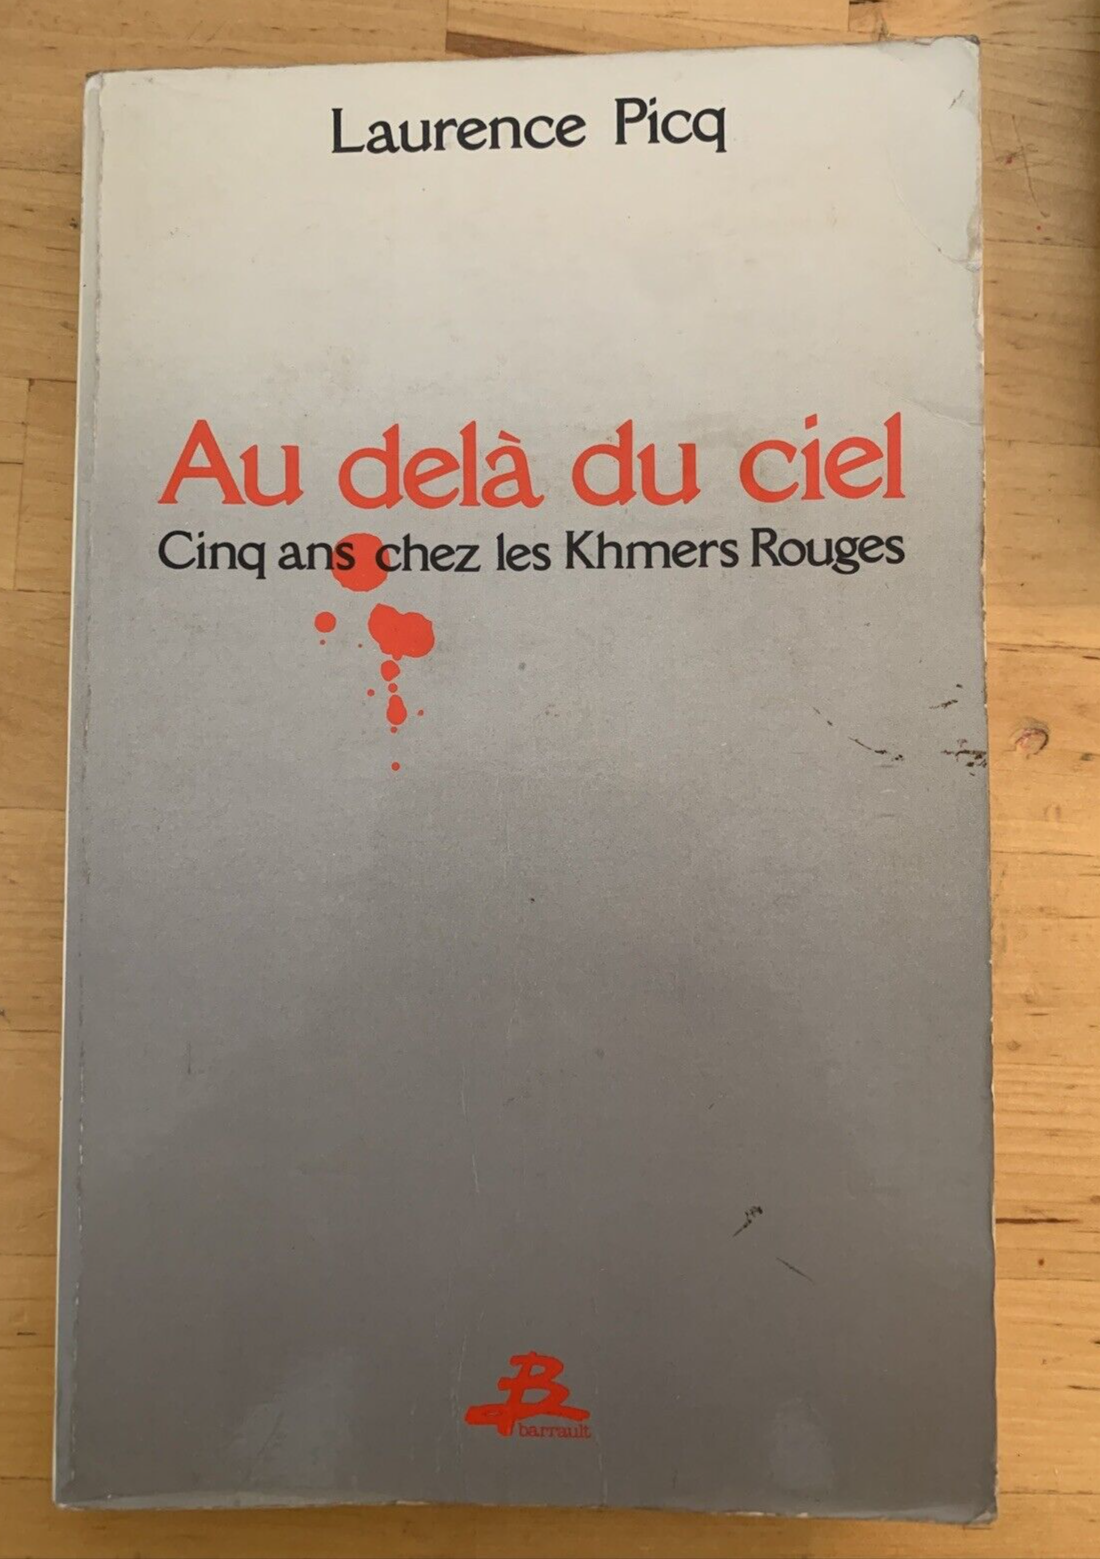 Laurence Picq
Au delà du ciel
Cinq ans chez les Khmers Rouges
B
barrault